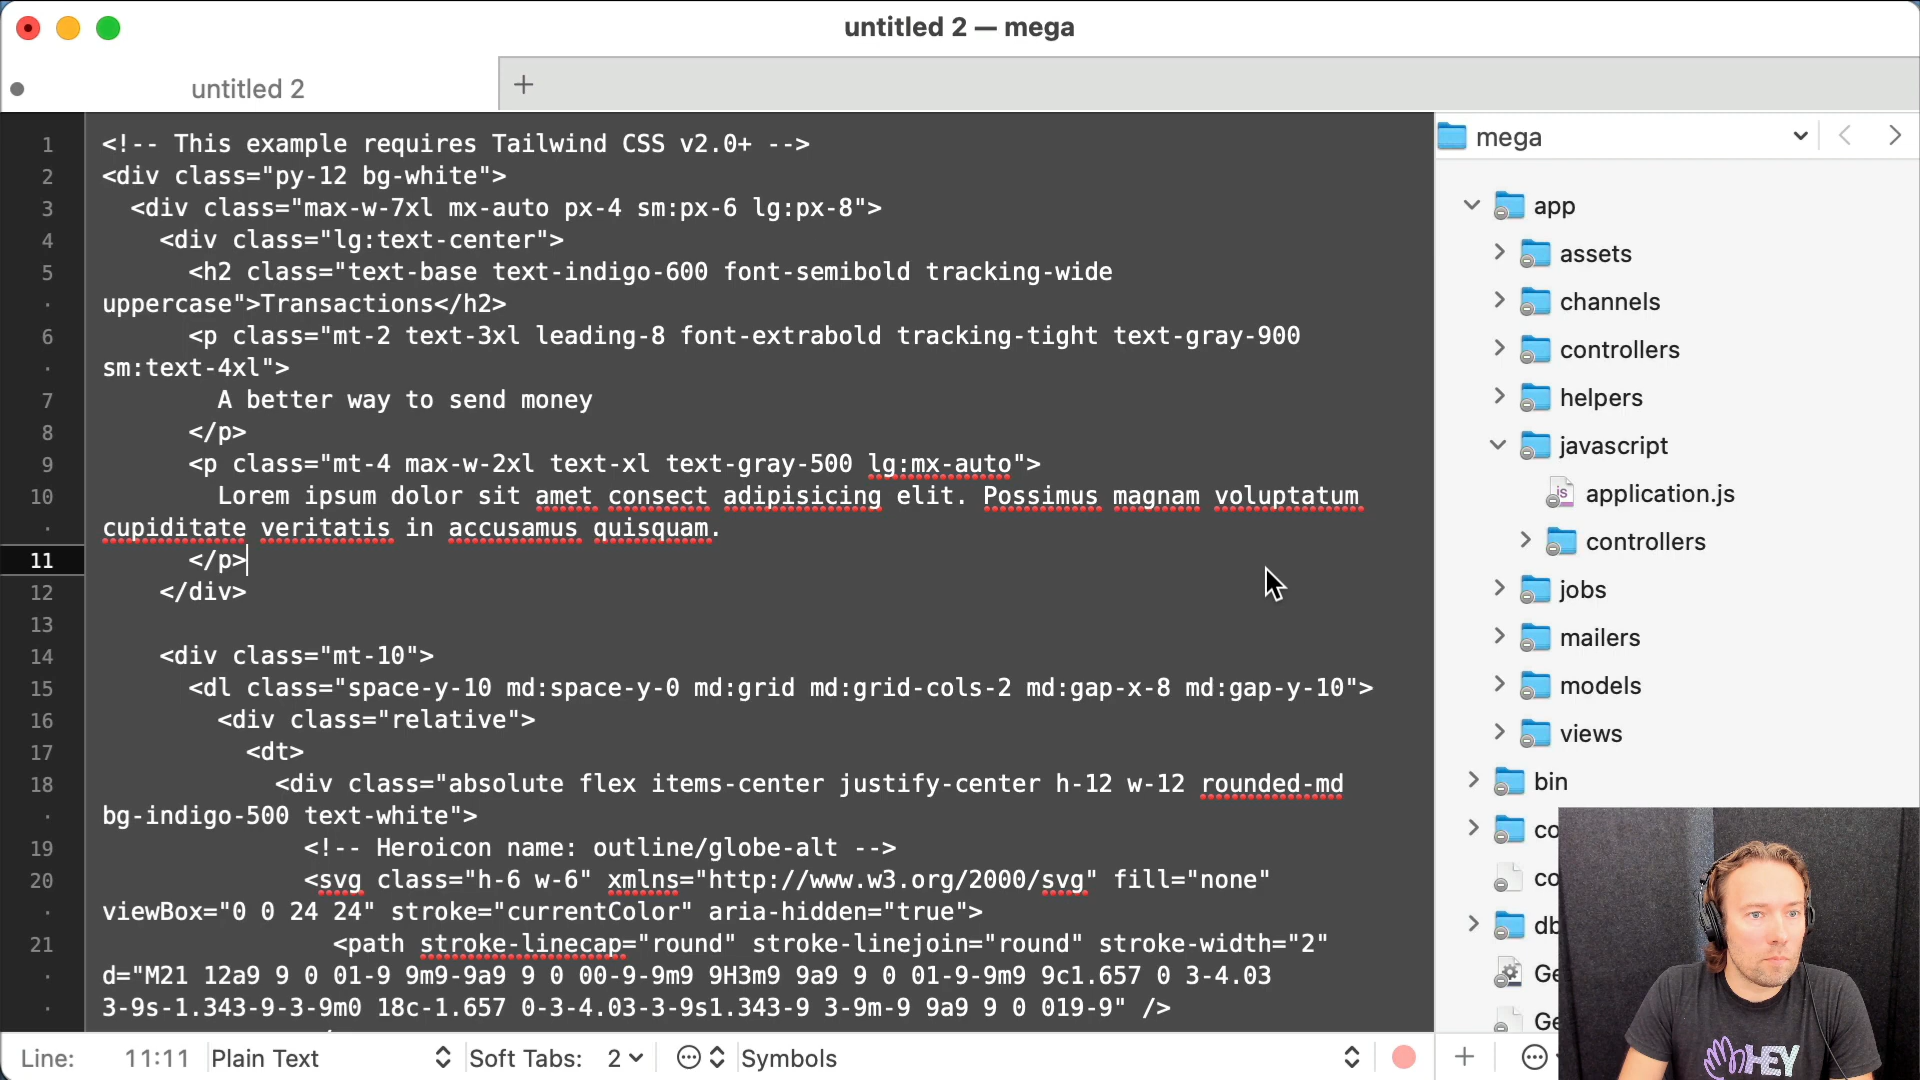 untitled 2 — mega
untitled 2
1 <!-- This example requires Tailwind CSS v2.0+ -->
2 <div class="py-12 bg-white">
3 <div class="max-w-7xl mx-auto px-4 sm:px-6 lg:px-8">
4 <div class="lg:text-center">
5 <h2 class="text-base text-indigo-600 font-semibold tracking-wide
uppercase">Transactions</h2>
6 <p class="mt-2 text-3xl leading-8 font-extrabold tracking-tight text-gray-900
sm:text-4xl">
7 A better way to send money
8 </p>
9 <p class="mt-4 max-w-2xl text-xl text-gray-500 lg:mx-auto">
10 Lorem ipsum dolor sit amet consect adipisicing elit. Possimus magnam voluptatum
cupiditate veritatis in accusamus quisquam.
11 </p>
12 </div>
13
14 <div class="mt-10">
15 <dl class="space-y-10 md:space-y-0 md:grid md:grid-cols-2 md:gap-x-8 md:gap-y-10">
16 <div class="relative">
17 <dt>
18 <div class="absolute flex items-center justify-center h-12 w-12 rounded-md
bg-indigo-500 text-white">
19 <!-- Heroicon name: outline/globe-alt -->
20 <svg class="h-6 w-6" xmlns="http://www.w3.org/2000/svg" fill="none"
viewBox="0 0 24 24" stroke="currentColor" aria-hidden="true">
21 <path stroke-linecap="round" stroke-linejoin="round" stroke-width="2"
d="M21 12a9 9 0 01-9 9m9-9a9 9 0 00-9-9m9 9H3m9 9a9 9 0 01-9-9m9 9c1.657 0 3-4.03
3-9s-1.343-9-3-9m0 18c-1.657 0-3-4.03-3-9s1.343-9 3-9m-9 9a9 9 0 019-9" />
Line: 11:11 Plain Text Soft Tabs: 2 Symbols
mega
app
assets
channels
controllers
helpers
javascript
js application.js
controllers
jobs
mailers
models
views
bin
co
co
db
Ge
Ge
HEY